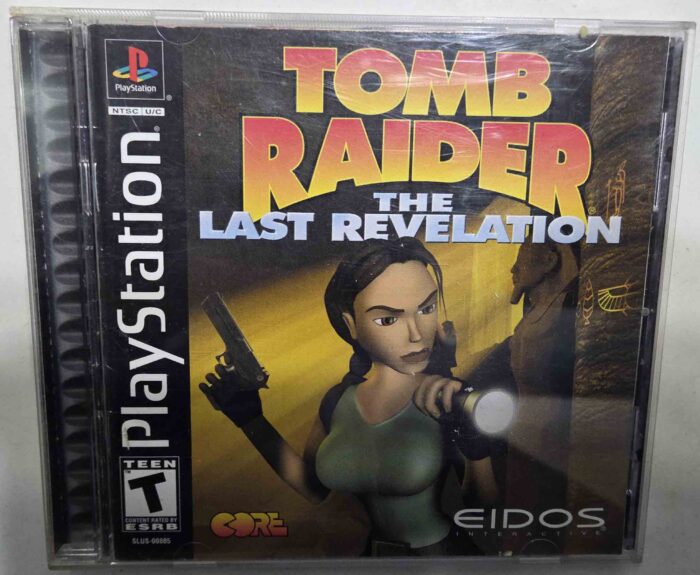 PlayStation
NTSC U/C
PlayStation
TOMB
RAIDER
THE
LAST REVELATION
TEEN
T
CONTENT RATED BY
ESRB
SLUS-00885
CORE
EIDOS
INTERACTIVE